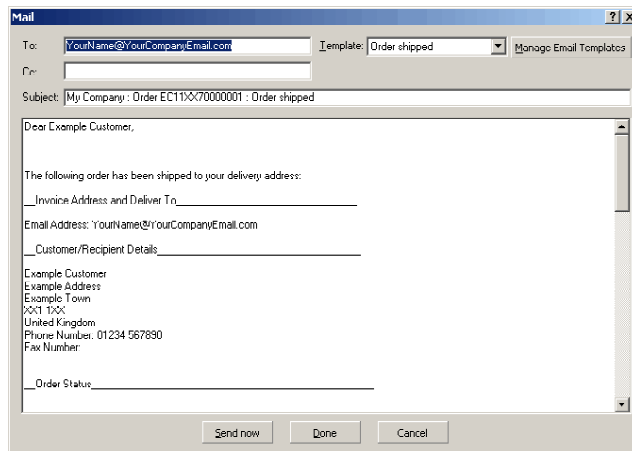 Mail
To: YourName@YourCompanyEmail.com Template: Order shipped Manage Email Templates
Cc:
Subject: My Company : Order EC11XX70000001 : Order shipped
Dear Example Customer,
The following order has been shipped to your delivery address:
__Invoice Address and Deliver To__
Email Address: YourName@YourCompanyEmail.com
__Customer/Recipient Details__
Example Customer
Example Address
Example Town
XX1 1XX
United Kingdom
Phone Number: 01234 567890
Fax Number:
__Order Status__
Send now Done Cancel